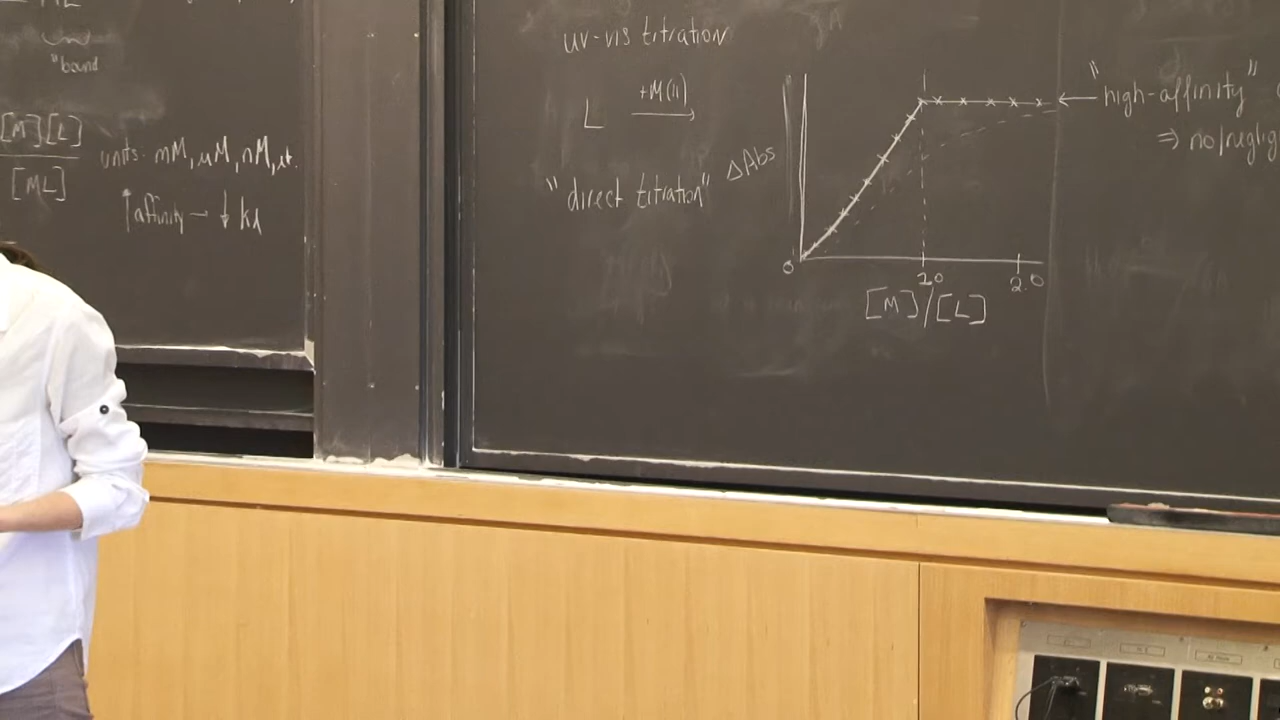 "bound
[M][L]
[ML]
units: mM, μM, nM, etc.
↑affinity → ↓ kd
uv-vis titration
L +M(II) →
"direct titration"
ΔAbs
0
1.0
2.0
[M]/[L]
← "high-affinity"
⇒ no/neglig